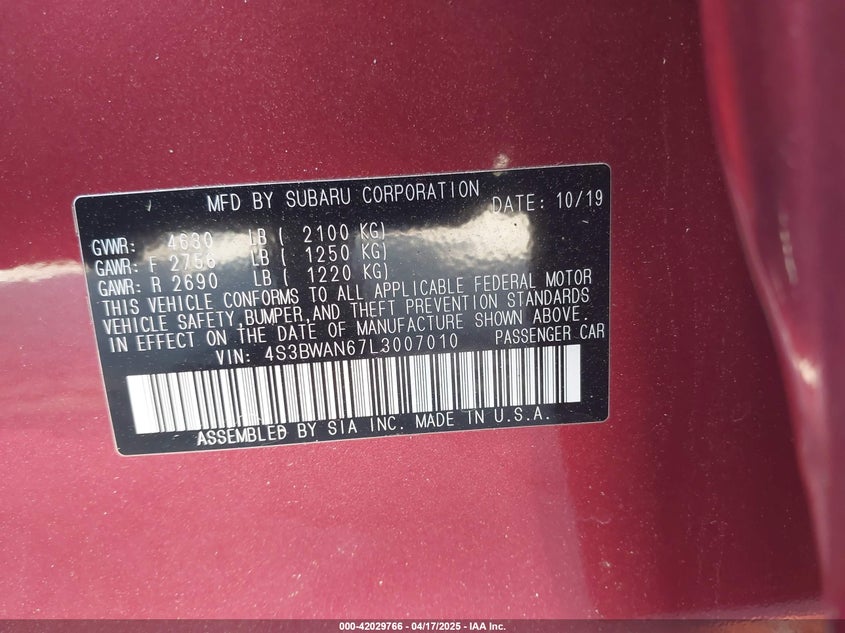 MFD BY SUBARU CORPORATION DATE: 10/19
GVWR: 4630 LB ( 2100 KG)
GAWR: F 2756 LB ( 1250 KG)
GAWR: R 2690 LB ( 1220 KG)
THIS VEHICLE CONFORMS TO ALL APPLICABLE FEDERAL MOTOR
VEHICLE SAFETY,BUMPER,AND THEFT PREVENTION STANDARDS
IN EFFECT ON THE DATE OF MANUFACTURE SHOWN ABOVE.
VIN: 4S3BWAN67L3007010 PASSENGER CAR
ASSEMBLED BY SIA INC. MADE IN U.S.A.
000-42029766 - 04/17/2025 - IAA Inc.